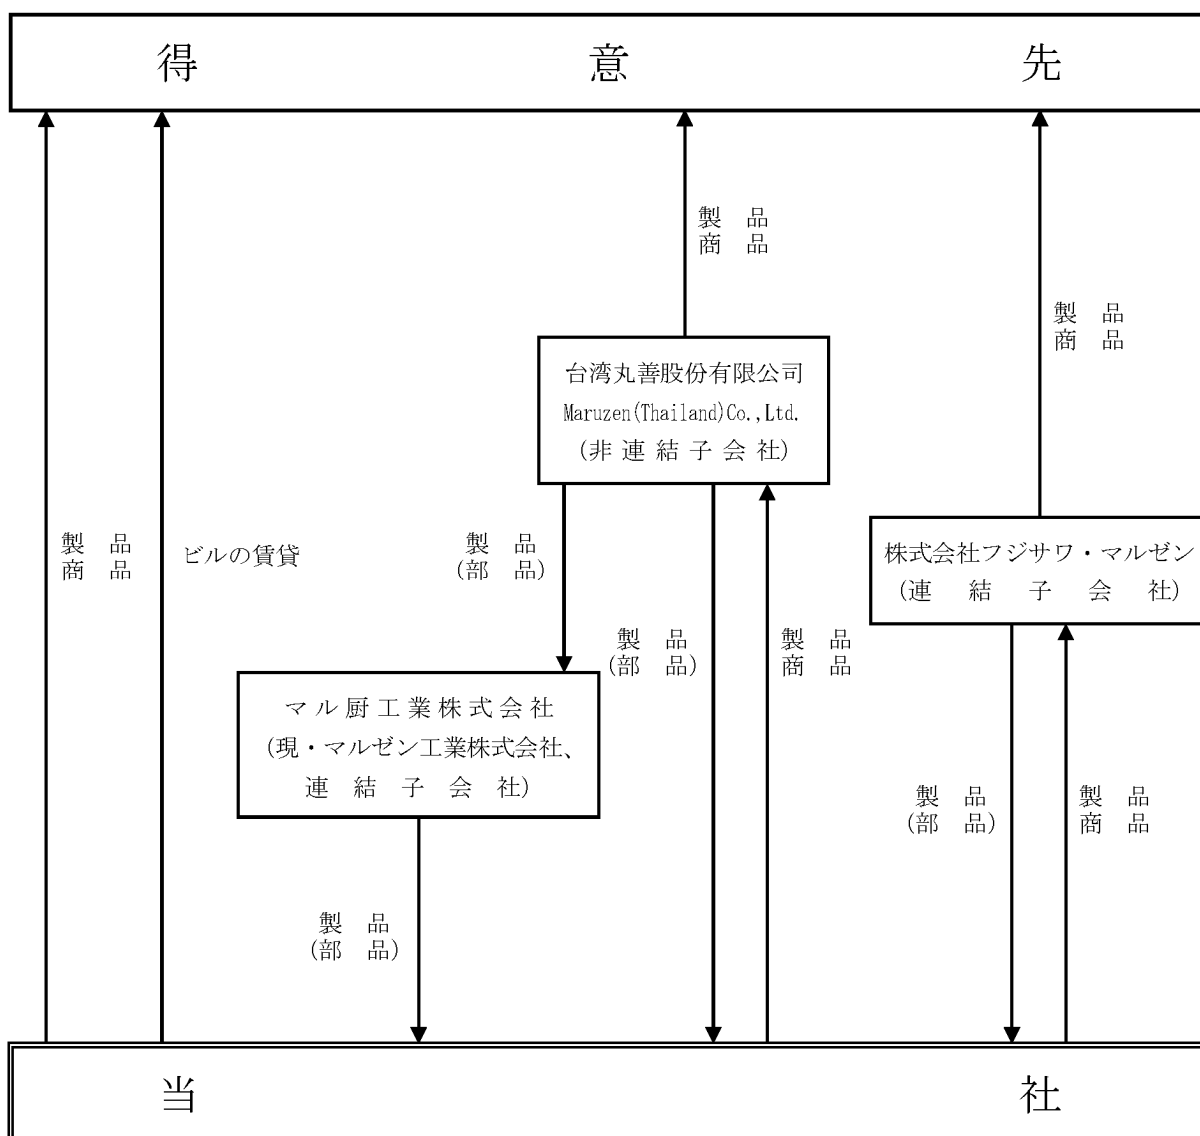 得意先
製品
商品
製品
商品
台湾丸善股份有限公司
Maruzen(Thailand)Co.,Ltd.
(非連結子会社)
製品
商品
ビルの賃貸
製品
(部品)
株式会社フジサワ・マルゼン
(連結子会社)
製品
(部品)
製品
商品
マル厨工業株式会社
(現・マルゼン工業株式会社、
連結子会社)
製品
(部品)
製品
商品
製品
(部品)
当社